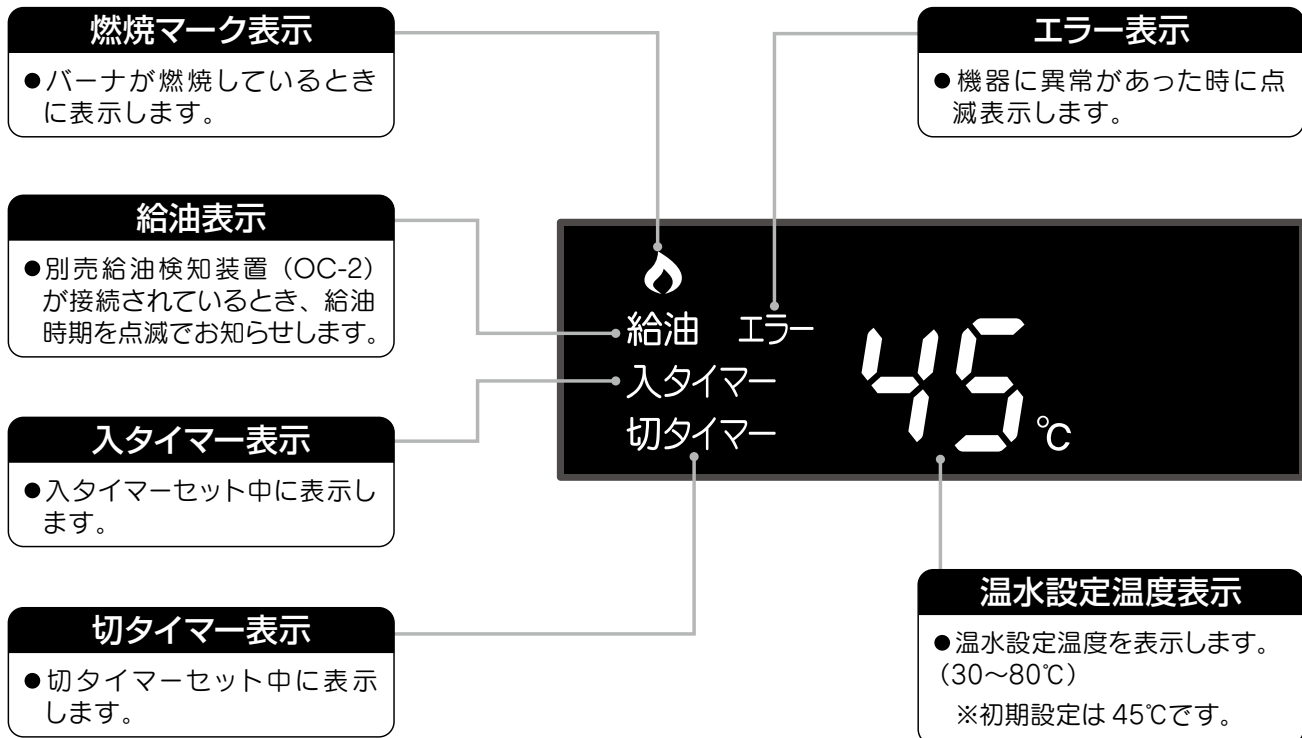 燃焼マーク表示
●バーナが燃焼しているとき
に表示します。
エラー表示
●機器に異常があった時に点
滅表示します。
給油表示
●別売給油検知装置（OC-2）
が接続されているとき、給油
時期を点滅でお知らせします。
入タイマー表示
●入タイマーセット中に表示し
ます。
切タイマー表示
●切タイマーセット中に表示
します。
給油 エラー
入タイマー
切タイマー
45℃
温水設定温度表示
●温水設定温度を表示します。
（30～80℃）
※初期設定は 45℃です。